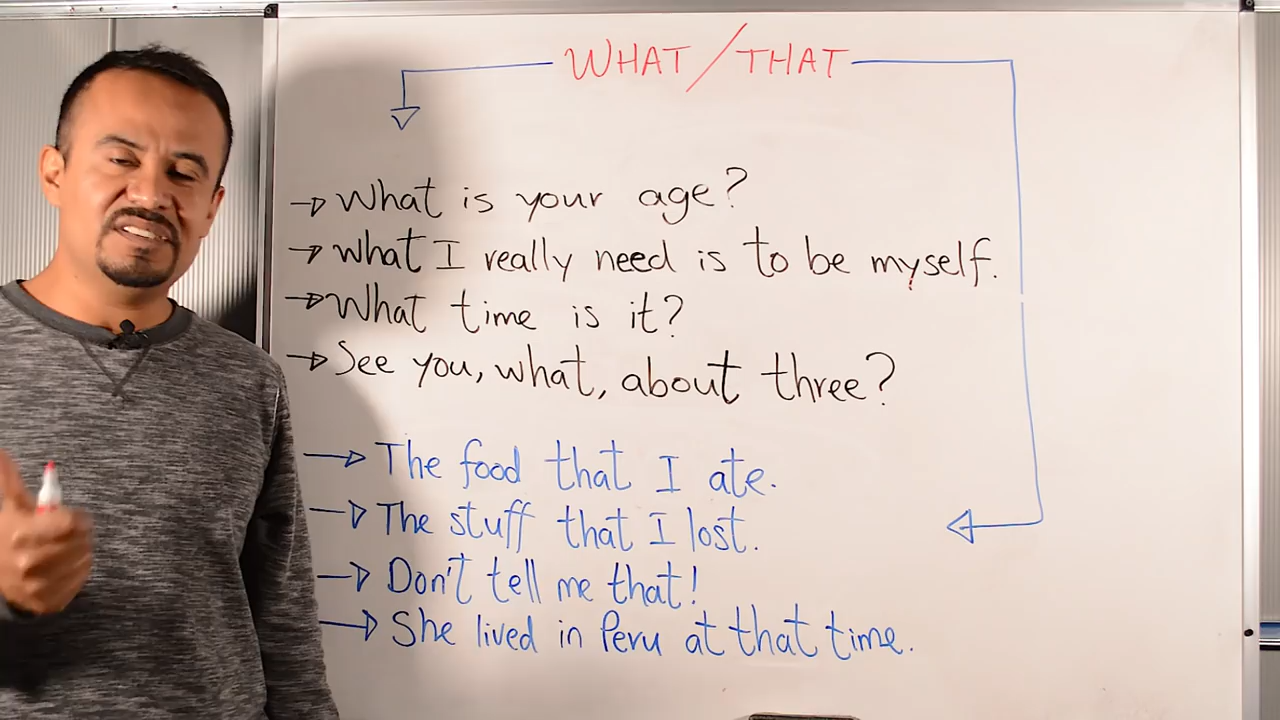 WHAT/THAT
→ What is your age?
→ what I really need is to be myself.
→ What time is it?
→ See you, what, about three?
→ The food that I ate.
→ The stuff that I lost.
→ Don't tell me that!
→ She lived in Peru at that time.